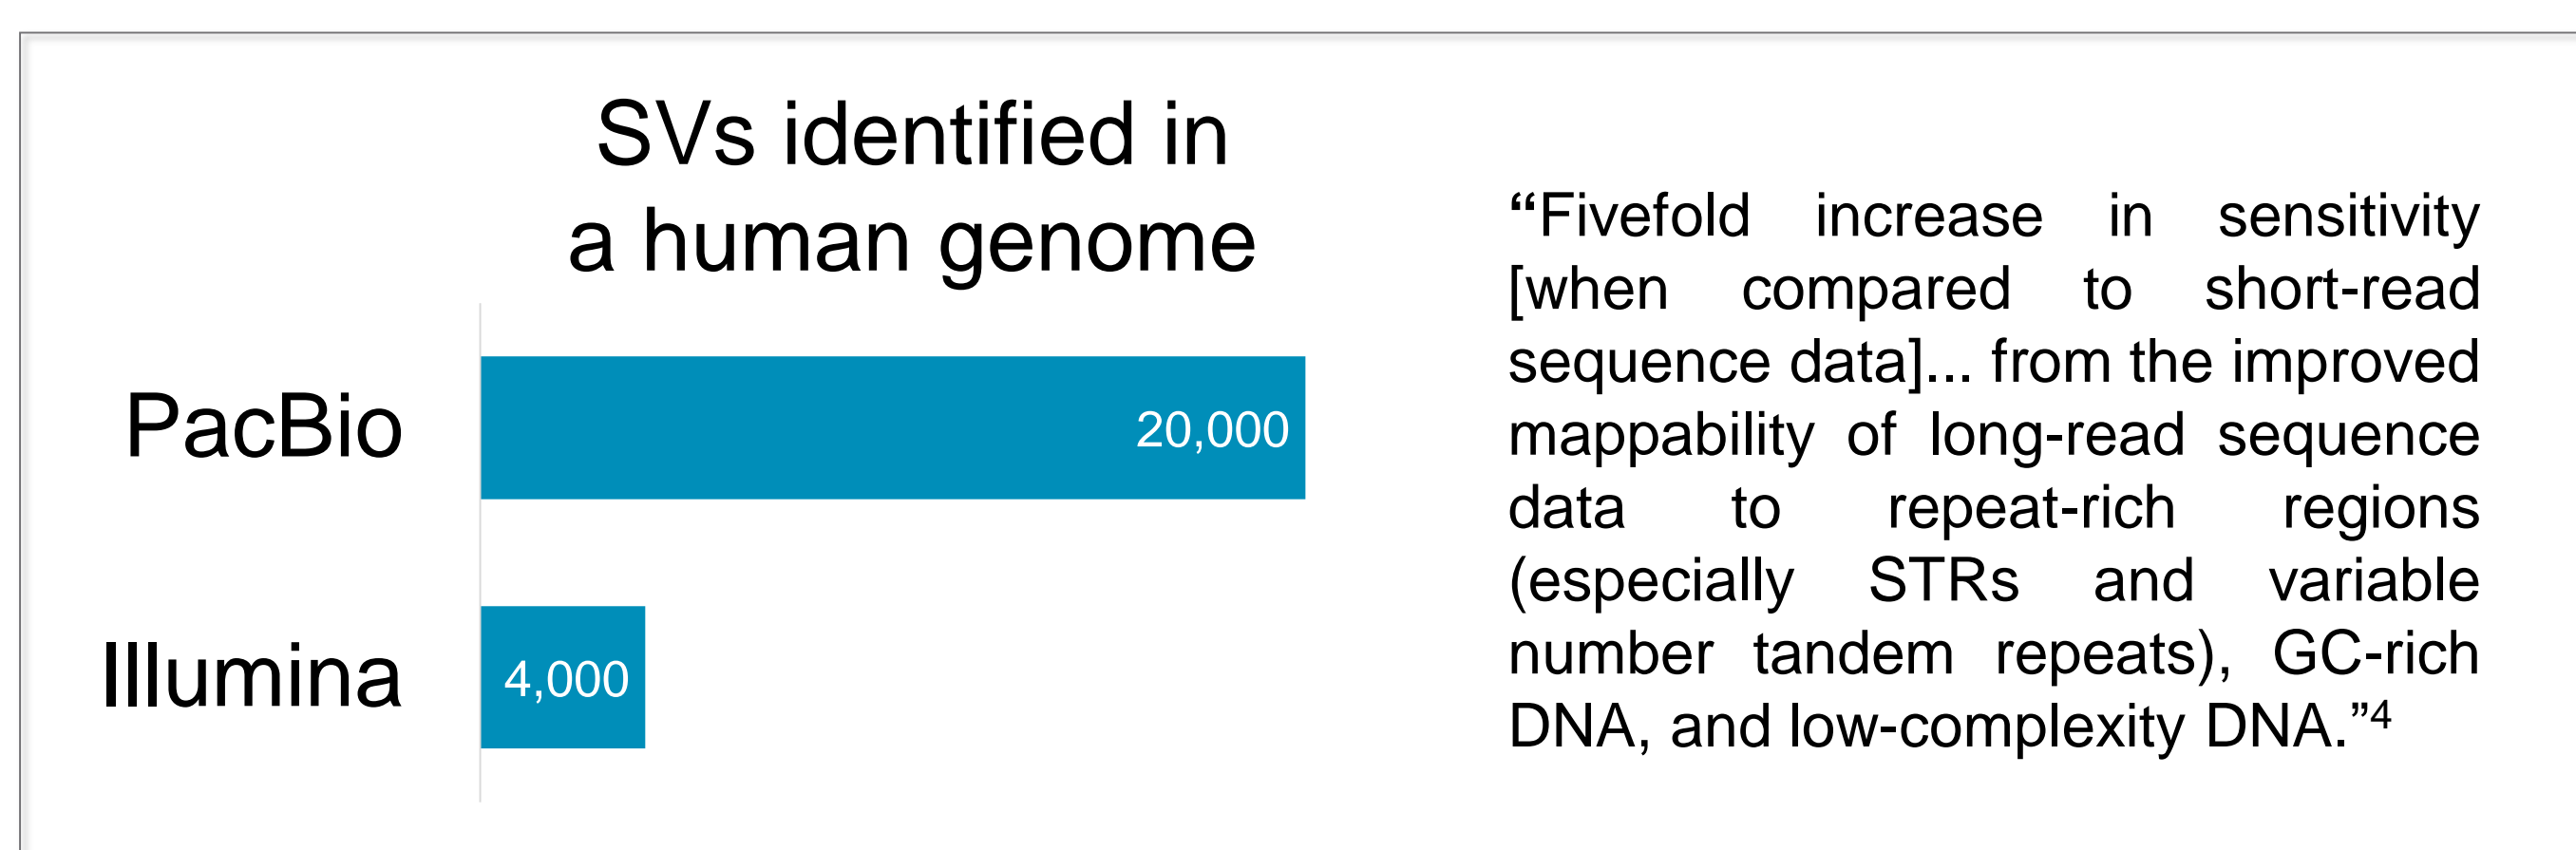 SVs identified in
a human genome
PacBio
20,000
Illumina
4,000
“Fivefold increase in sensitivity
[when compared to short-read
sequence data]... from the improved
mappability of long-read sequence
data to repeat-rich regions
(especially STRs and variable
number tandem repeats), GC-rich
DNA, and low-complexity DNA.”4